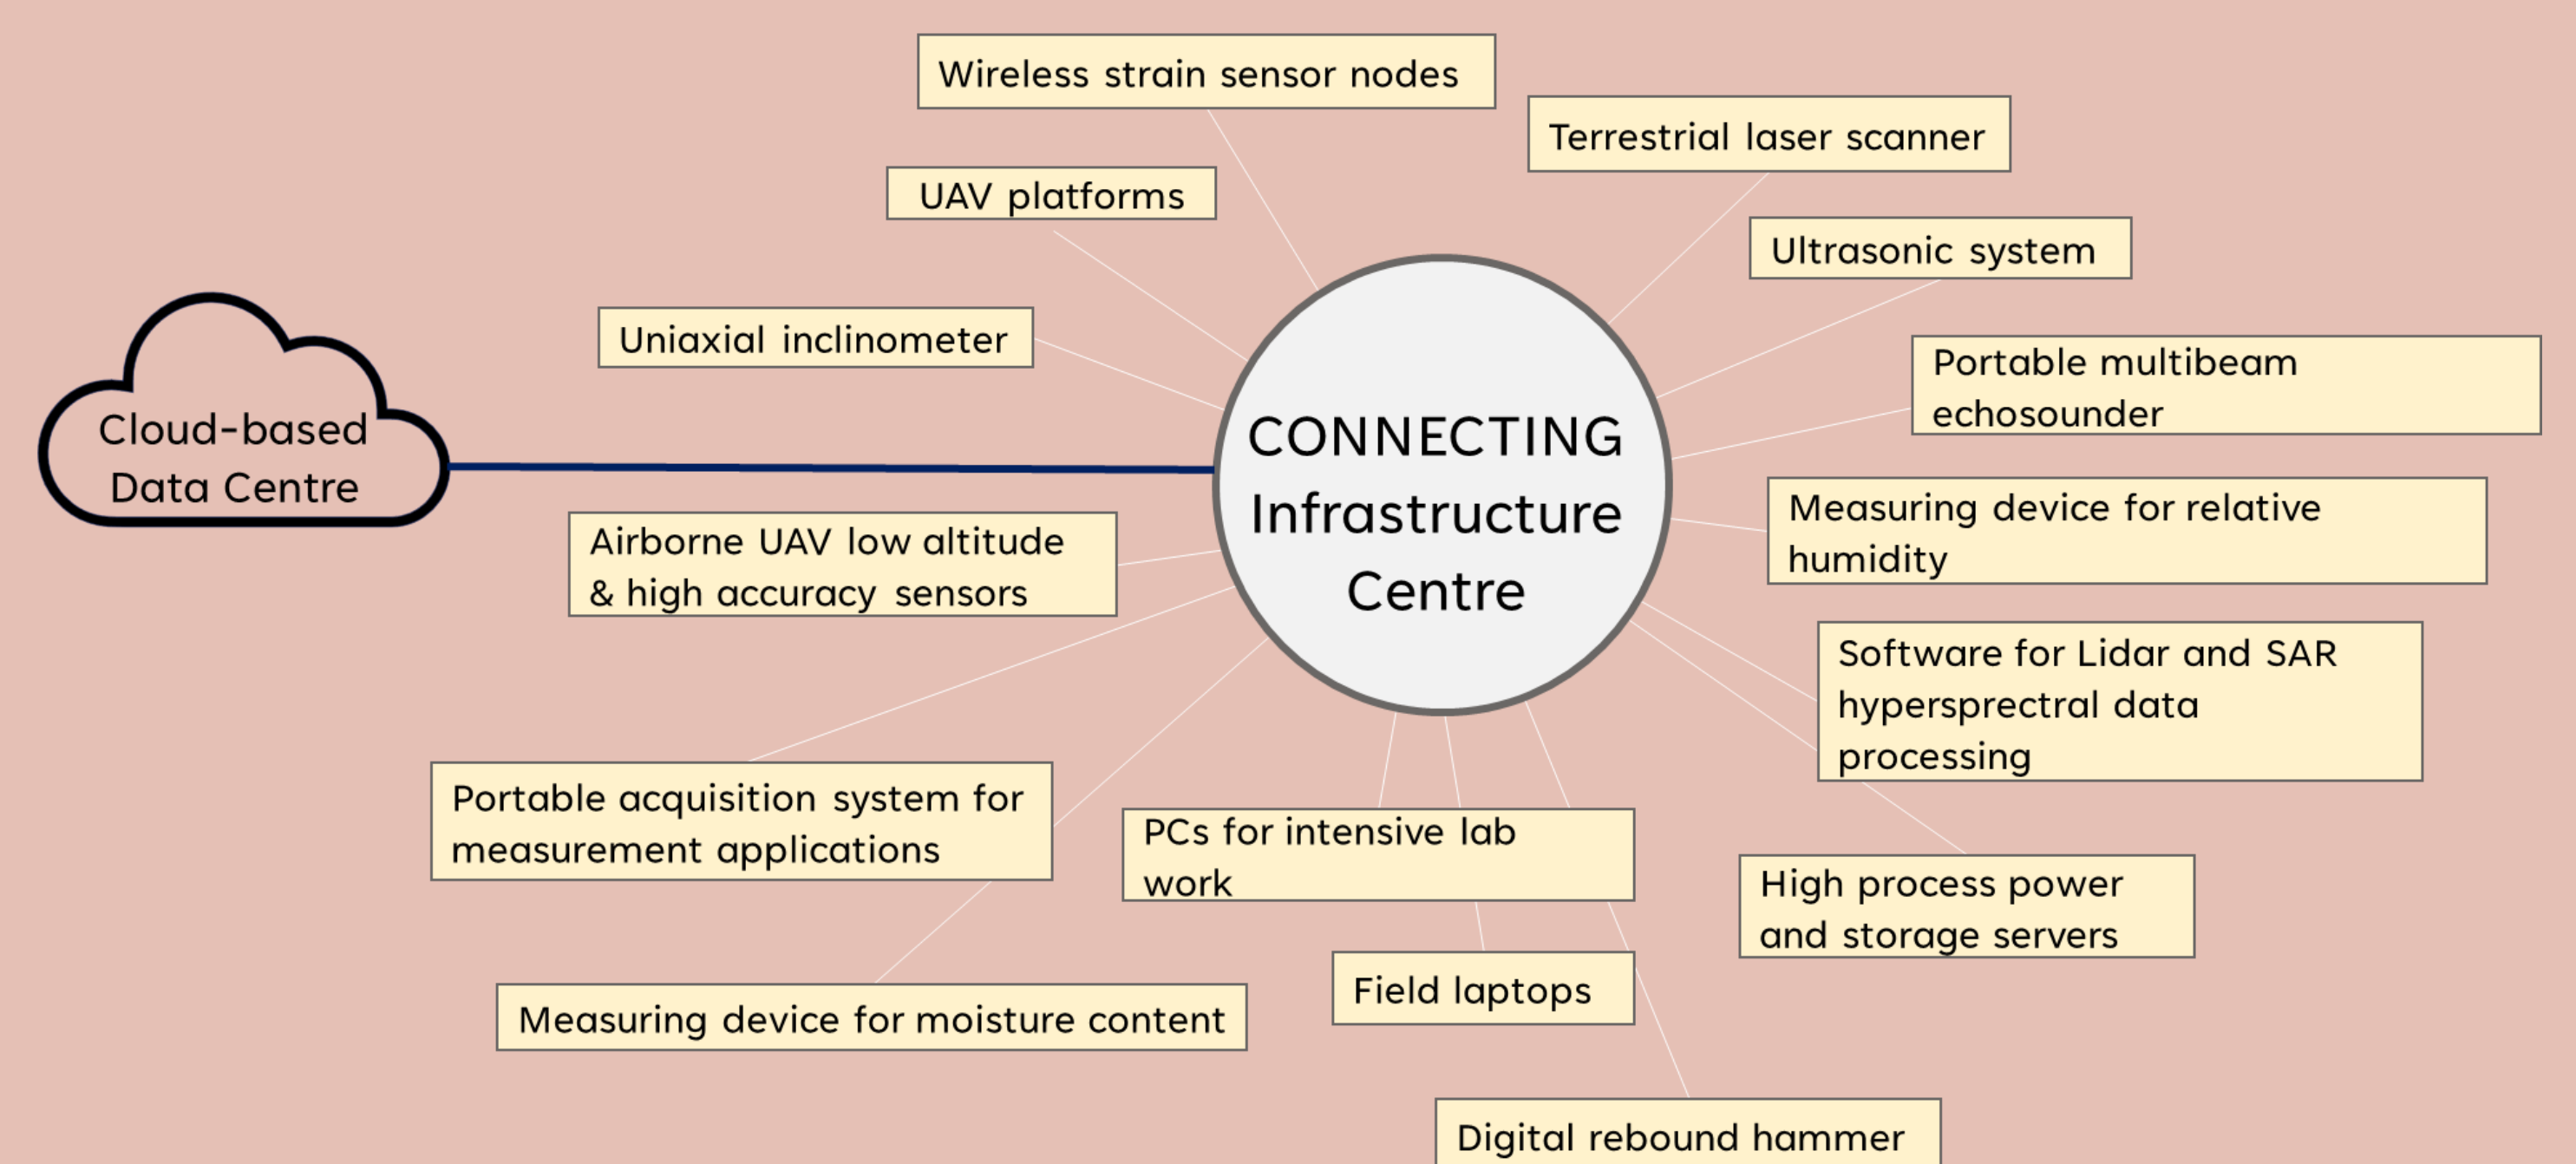 Wireless strain sensor nodes
Terrestrial laser scanner
UAV platforms
Ultrasonic system
Uniaxial inclinometer
Portable multibeam
echosounder
Cloud-based
Data Centre
CONNECTING
Infrastructure
Centre
Measuring device for relative
humidity
Airborne UAV low altitude
& high accuracy sensors
Software for Lidar and SAR
hypersprectral data
processing
Portable acquisition system for
measurement applications
PCs for intensive lab
work
High process power
and storage servers
Field laptops
Measuring device for moisture content
Digital rebound hammer